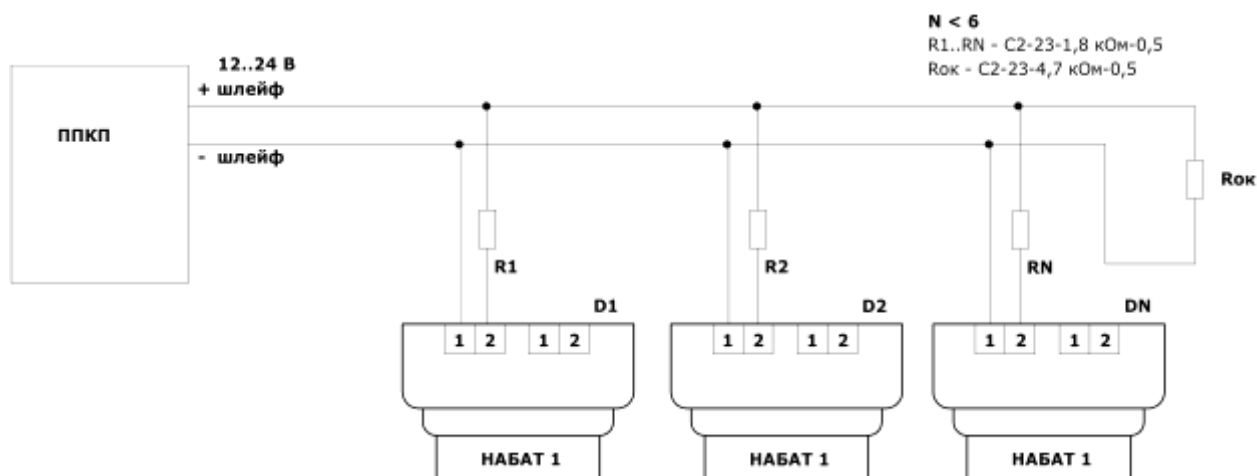 N < 6
R1..RN - С2-23-1,8 кОм-0,5
Rок - С2-23-4,7 кОм-0,5
12..24 В
+ шлейф
ППКП
- шлейф
Rок
R1
R2
RN
D1
D2
DN
1 2 1 2
1 2 1 2
1 2 1 2
НАБАТ 1
НАБАТ 1
НАБАТ 1